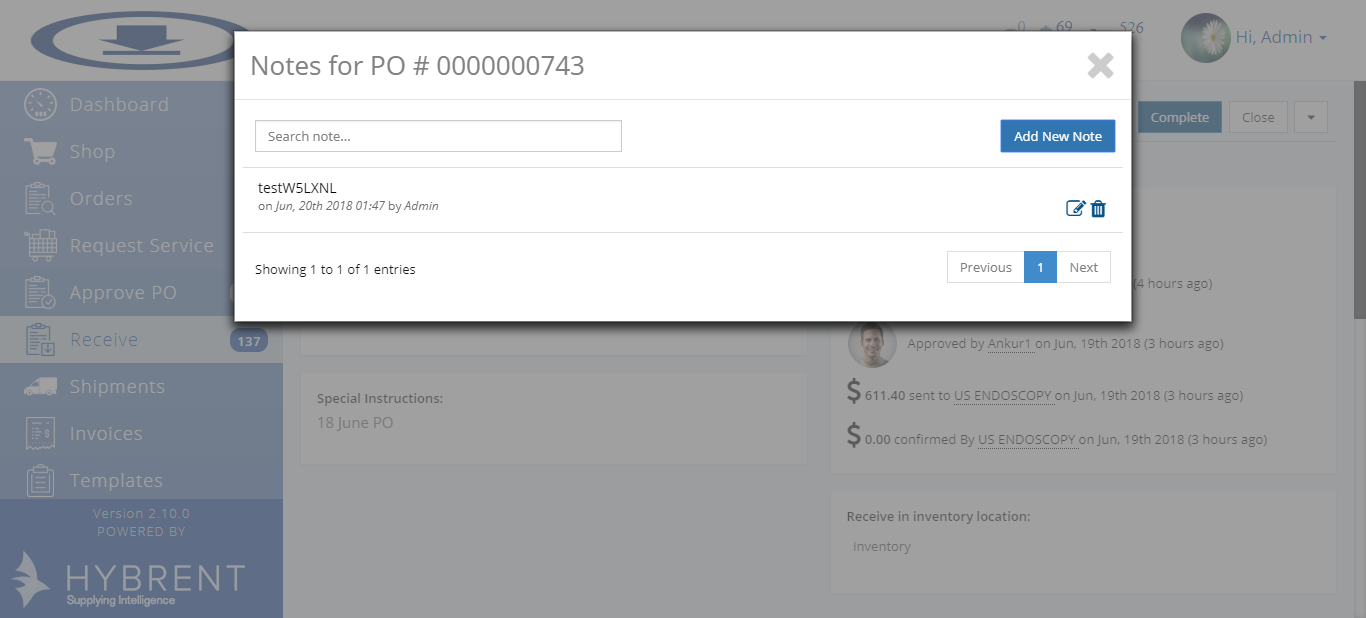 0 69 526
Hi, Admin
Notes for PO # 0000000743
Dashboard
Shop
Orders
Request Service
Approve PO
Receive 137
Shipments
Invoices
Templates
Version 2.10.0
POWERED BY
HYBRENT
Supplying Intelligence
Search note...
Add New Note
testW5LXNL
on Jun, 20th 2018 01:47 by Admin
Showing 1 to 1 of 1 entries
Previous 1 Next
Complete Close
(4 hours ago)
Approved by Ankur1 on Jun, 19th 2018 (3 hours ago)
$ 611.40 sent to US ENDOSCOPY on Jun, 19th 2018 (3 hours ago)
$ 0.00 confirmed By US ENDOSCOPY on Jun, 19th 2018 (3 hours ago)
Special Instructions:
18 June PO
Receive in inventory location:
Inventory